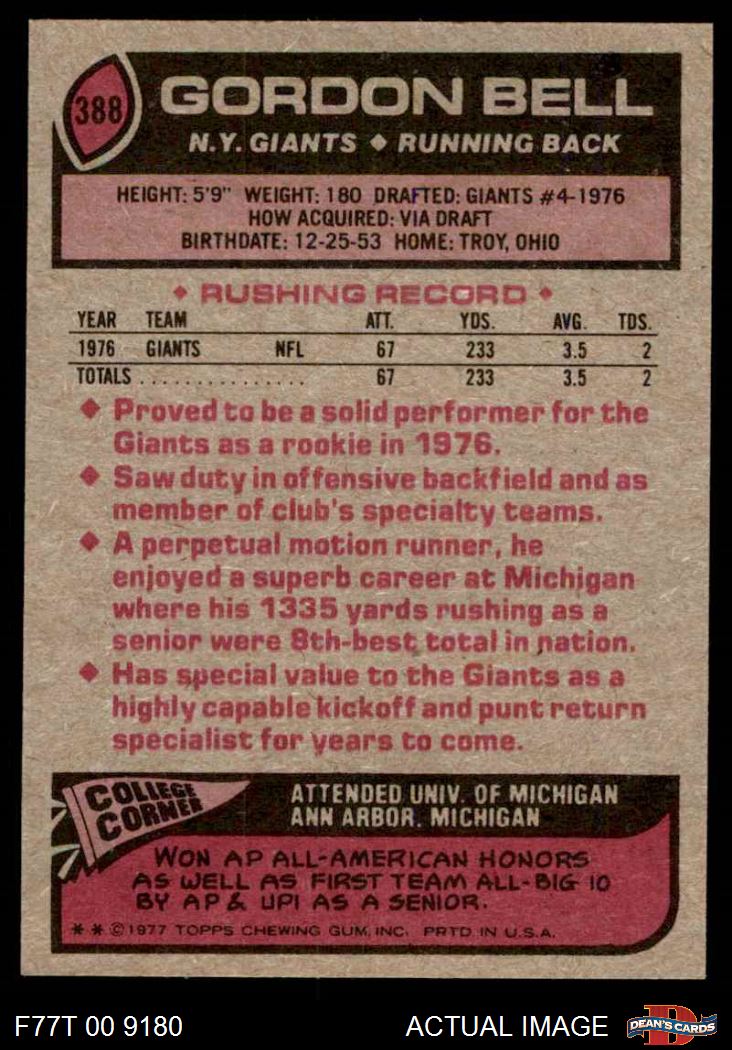 388
GORDON BELL
N.Y. GIANTS ◆ RUNNING BACK
HEIGHT: 5'9" WEIGHT: 180 DRAFTED: GIANTS #4-1976
HOW ACQUIRED: VIA DRAFT
BIRTHDATE: 12-25-53 HOME: TROY, OHIO
◆ RUSHING RECORD ◆
YEAR TEAM ATT. YDS. AVG. TDS.
1976 GIANTS NFL 67 233 3.5 2
TOTALS ................ 67 233 3.5 2
◆ Proved to be a solid performer for the
Giants as a rookie in 1976.
◆ Saw duty in offensive backfield and as
member of club's specialty teams.
◆ A perpetual motion runner, he
enjoyed a superb career at Michigan
where his 1335 yards rushing as a
senior were 8th-best total in nation.
◆ Has special value to the Giants as a
highly capable kickoff and punt return
specialist for years to come.
COLLEGE
CORNER
ATTENDED UNIV. OF MICHIGAN
ANN ARBOR, MICHIGAN
WON AP ALL-AMERICAN HONORS
AS WELL AS FIRST TEAM ALL-BIG 10
BY AP & UPI AS A SENIOR.
* * © 1977 TOPPS CHEWING GUM, INC. PRTD. IN U.S.A.
F77T 00 9180 ACTUAL IMAGE
D
DEAN'S CARDS